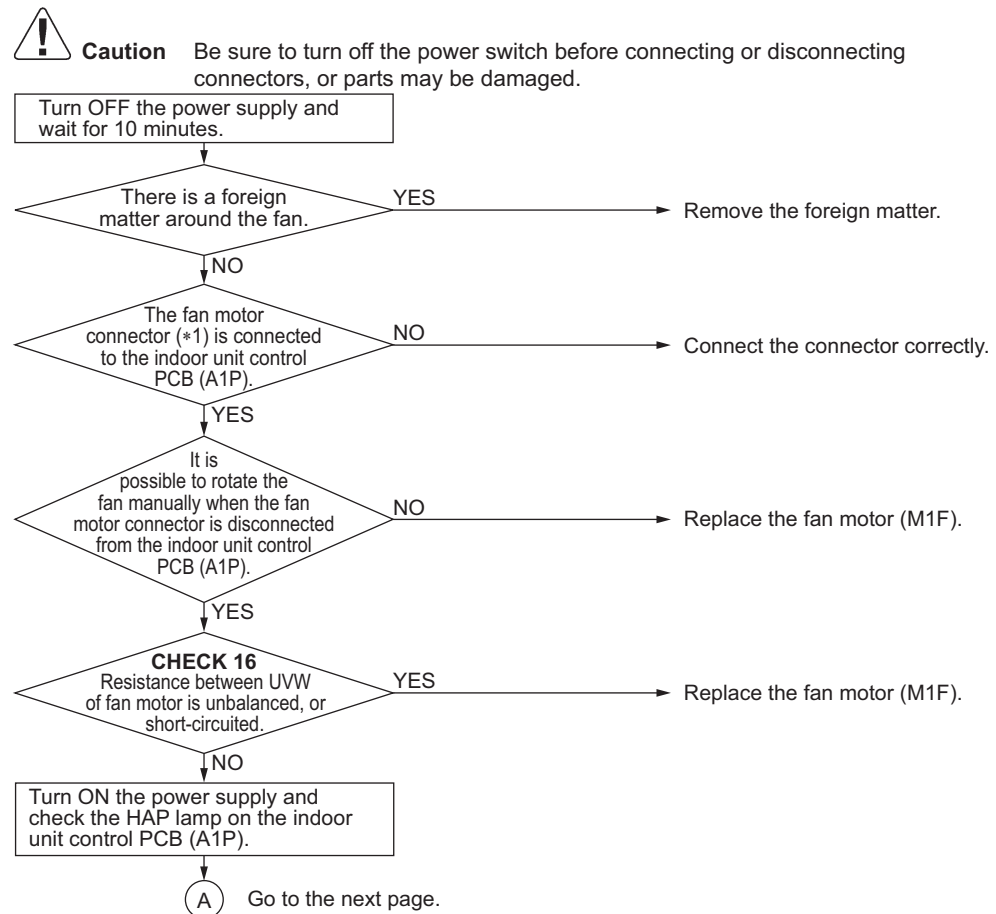 Caution Be sure to turn off the power switch before connecting or disconnecting
connectors, or parts may be damaged.
Turn OFF the power supply and
wait for 10 minutes.
There is a foreign
matter around the fan.
YES
Remove the foreign matter.
NO
The fan motor
connector (*1) is connected
to the indoor unit control
PCB (A1P).
NO
Connect the connector correctly.
YES
It is
possible to rotate the
fan manually when the fan
motor connector is disconnected
from the indoor unit control
PCB (A1P).
NO
Replace the fan motor (M1F).
YES
CHECK 16
Resistance between UVW
of fan motor is unbalanced, or
short-circuited.
YES
Replace the fan motor (M1F).
NO
Turn ON the power supply and
check the HAP lamp on the indoor
unit control PCB (A1P).
A Go to the next page.